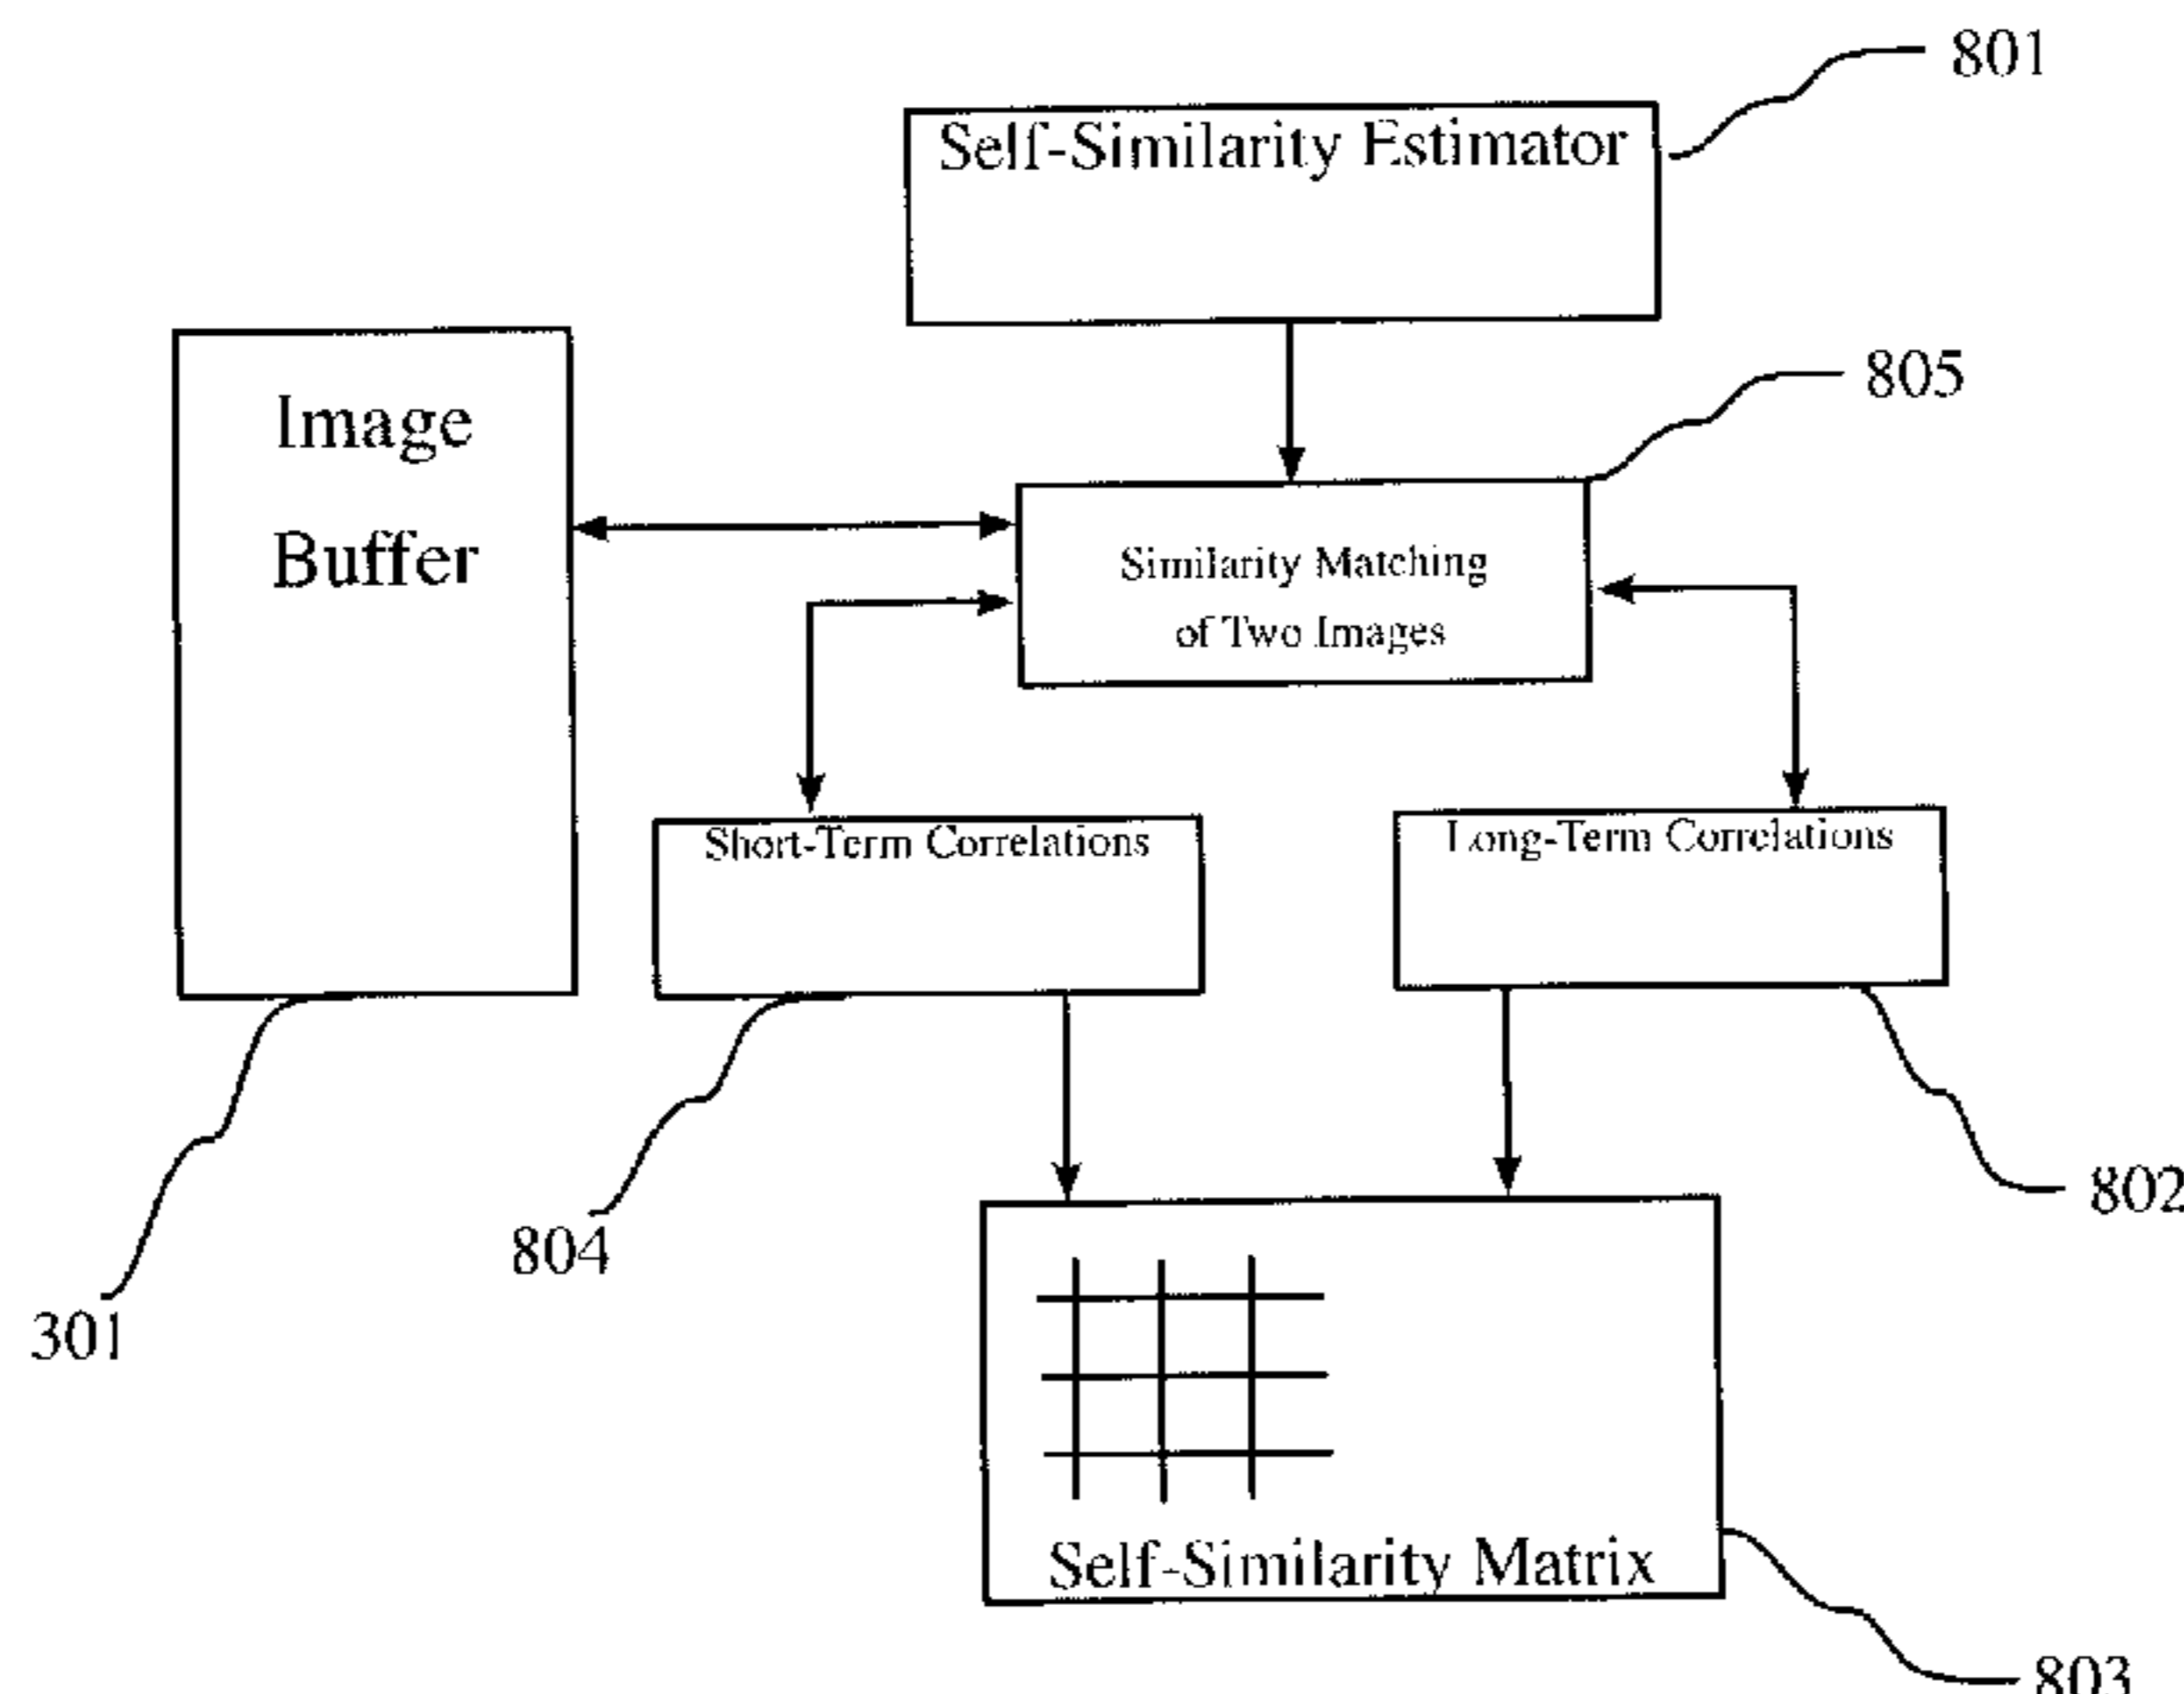 801
Self-Similarity Estimator
805
Image
Buffer
Similarity Matching
of Two Images
Short-Term Correlations
Long-Term Correlations
802
804
301
Self-Similarity Matrix
803